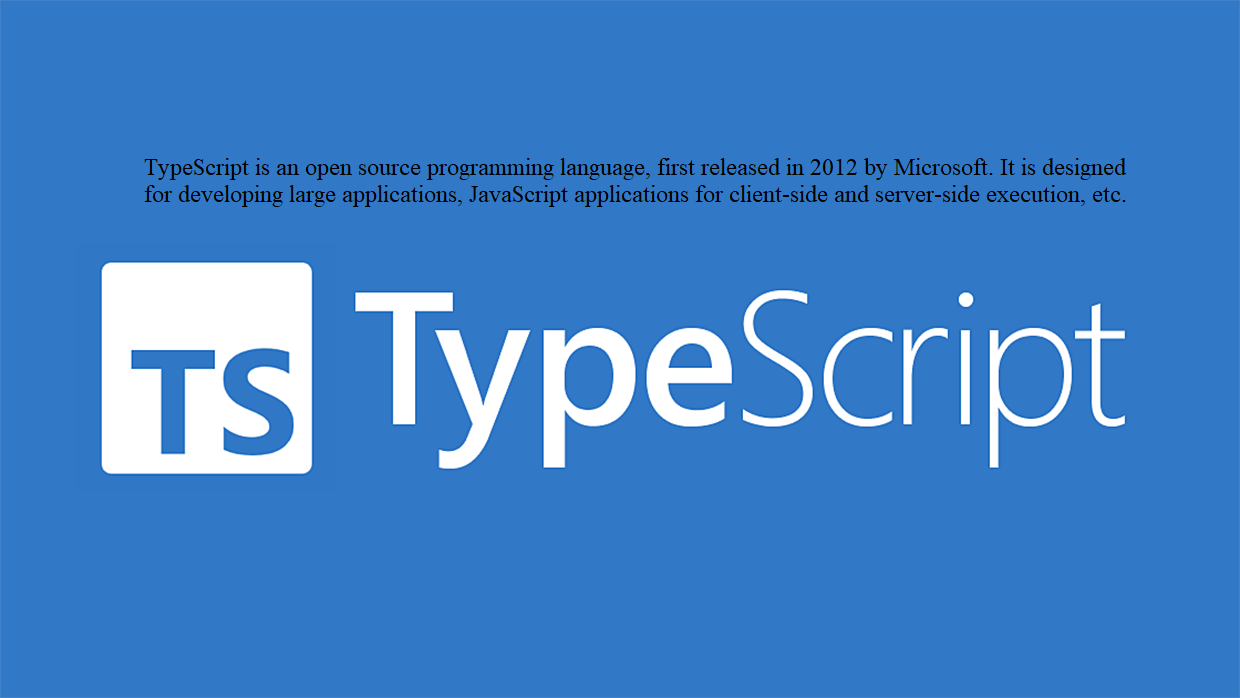 TypeScript is an open source programming language, first released in 2012 by Microsoft. It is designed
for developing large applications, JavaScript applications for client-side and server-side execution, etc.
TS
TypeScript